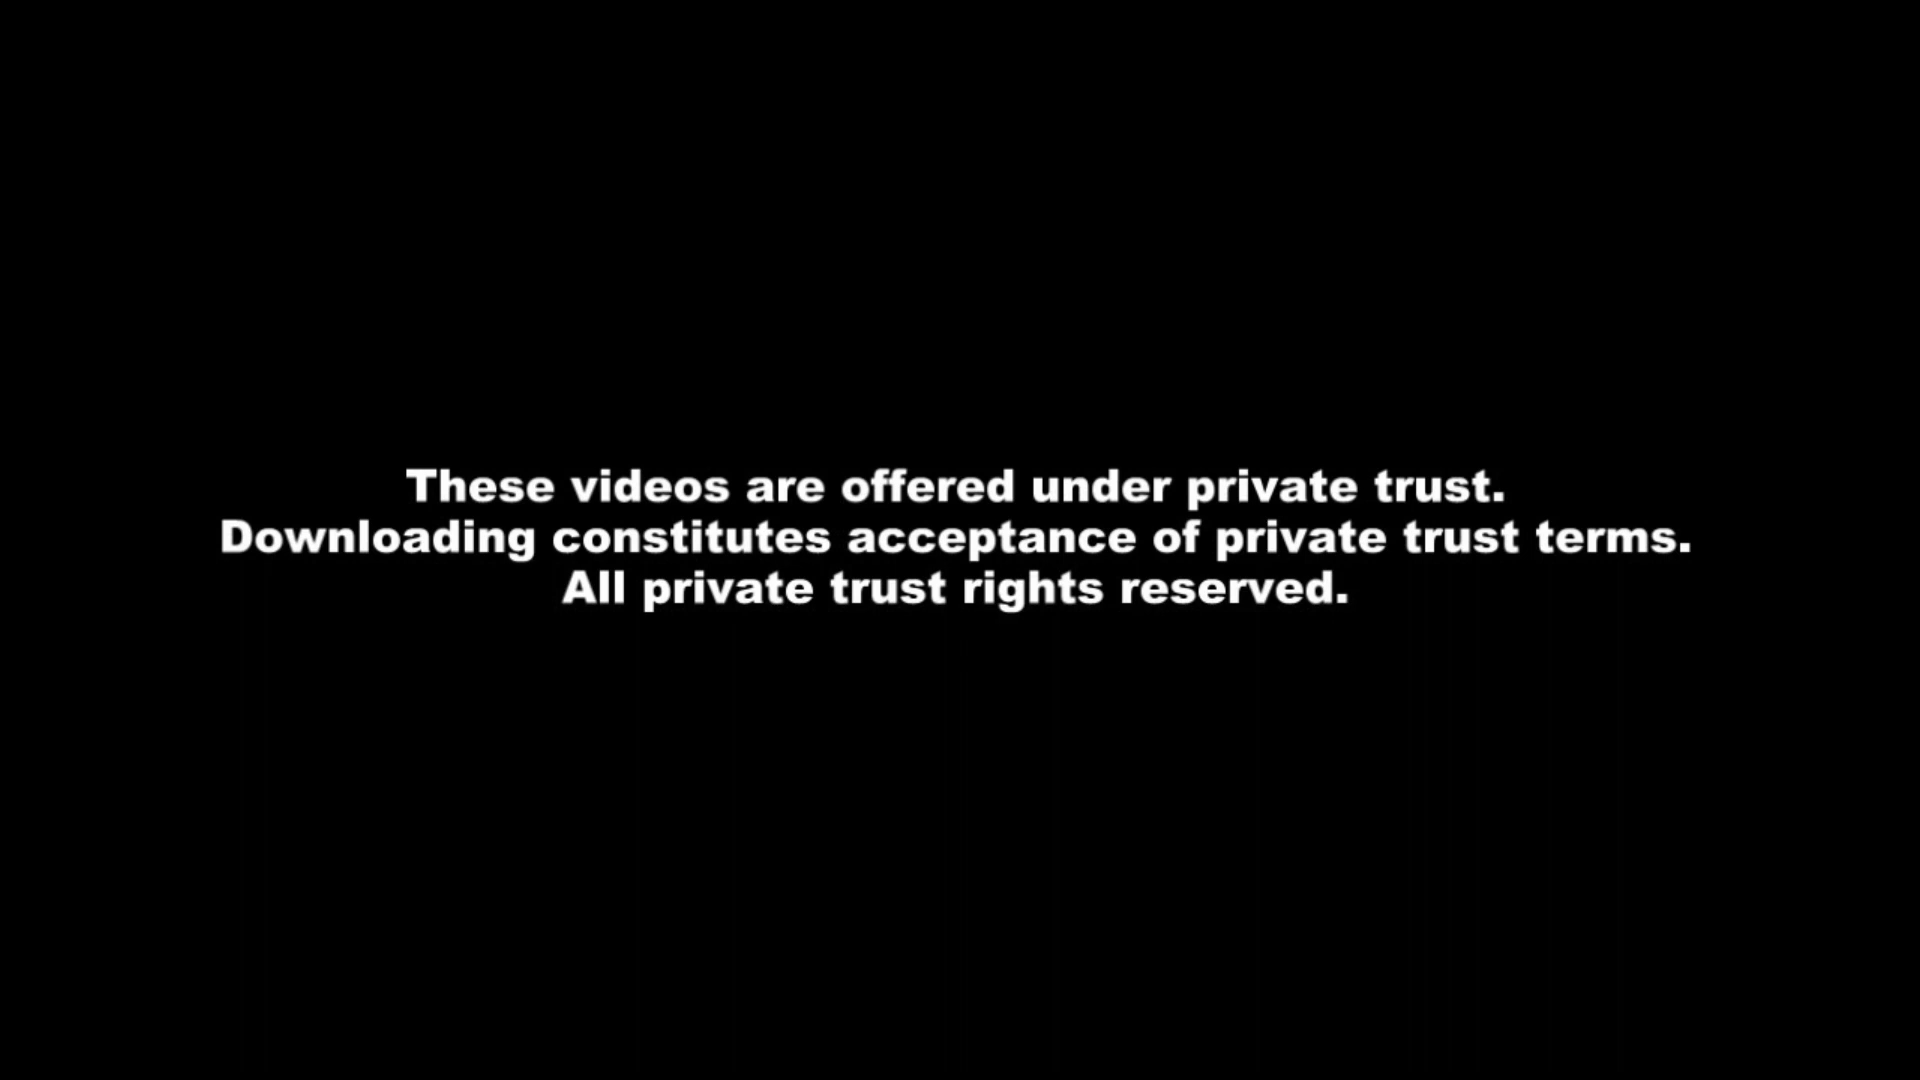 These videos are offered under private trust.
Downloading constitutes acceptance of private trust terms.
All private trust rights reserved.